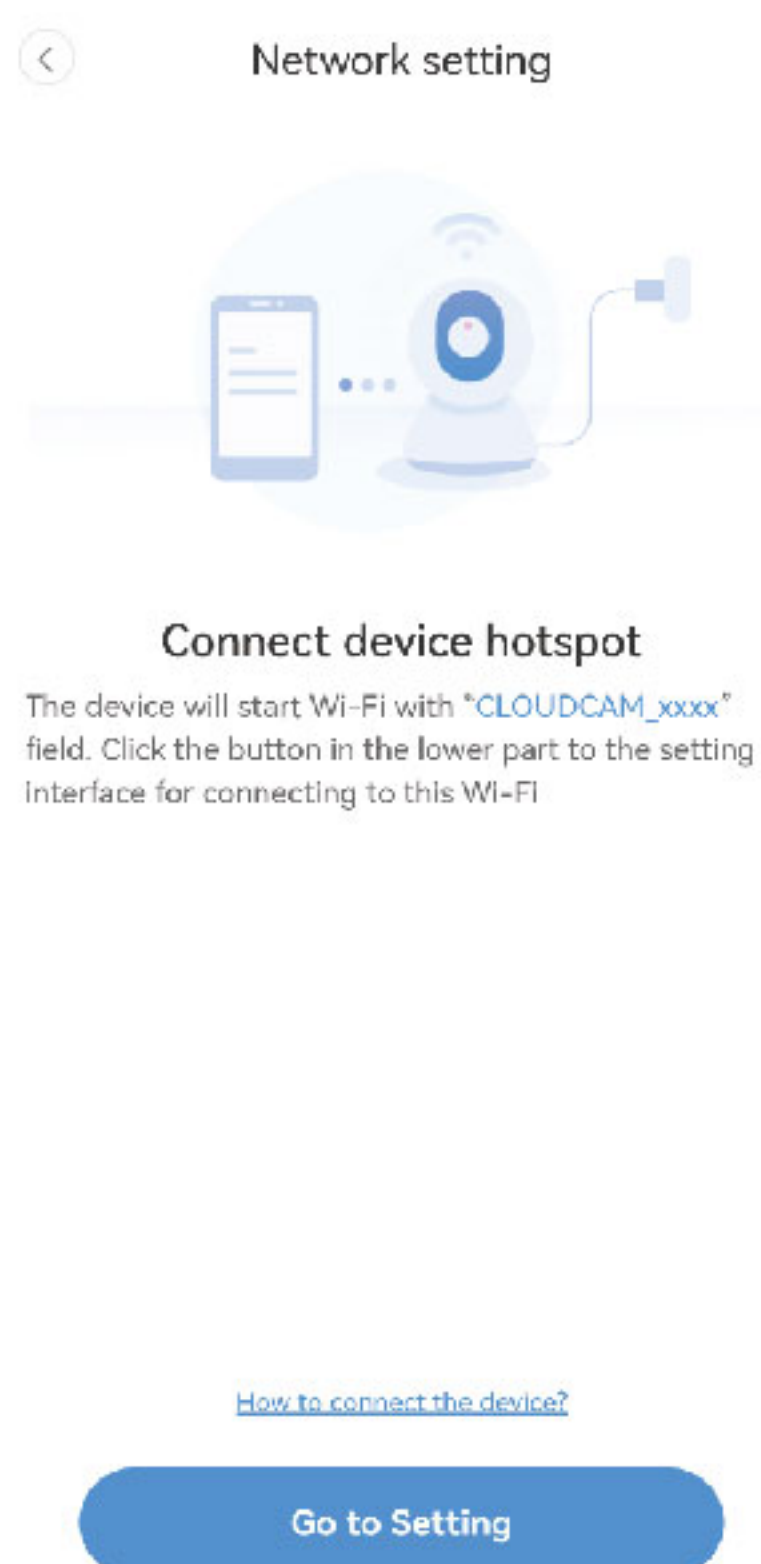 Network setting
Connect device hotspot
The device will start Wi-Fi with "CLOUDCAM_xxxx"
field. Click the button in the lower part to the setting
interface for connecting to this Wi-Fi
How to connect the device?
Go to Setting